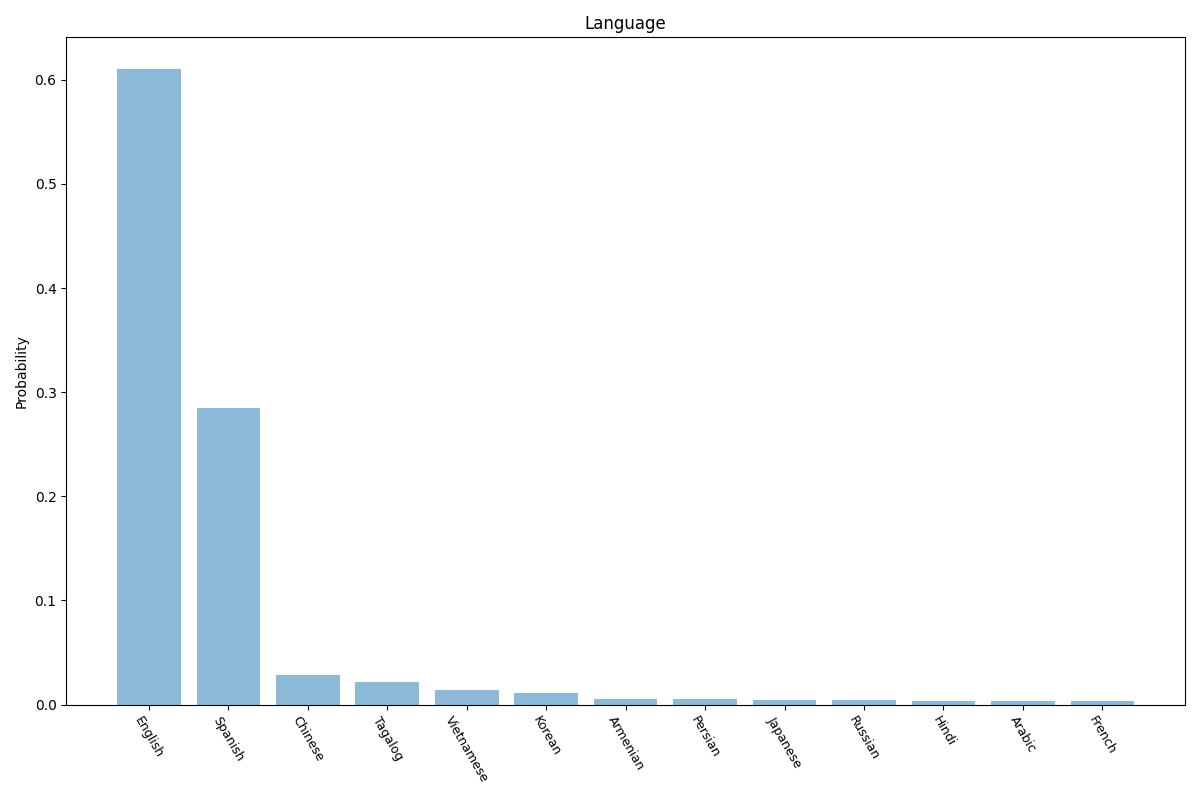 Language
Probability
0.6
0.5
0.4
0.3
0.2
0.1
0.0
English
Spanish
Chinese
Tagalog
Vietnamese
Korean
Armenian
Persian
Japanese
Russian
Hindi
Arabic
French